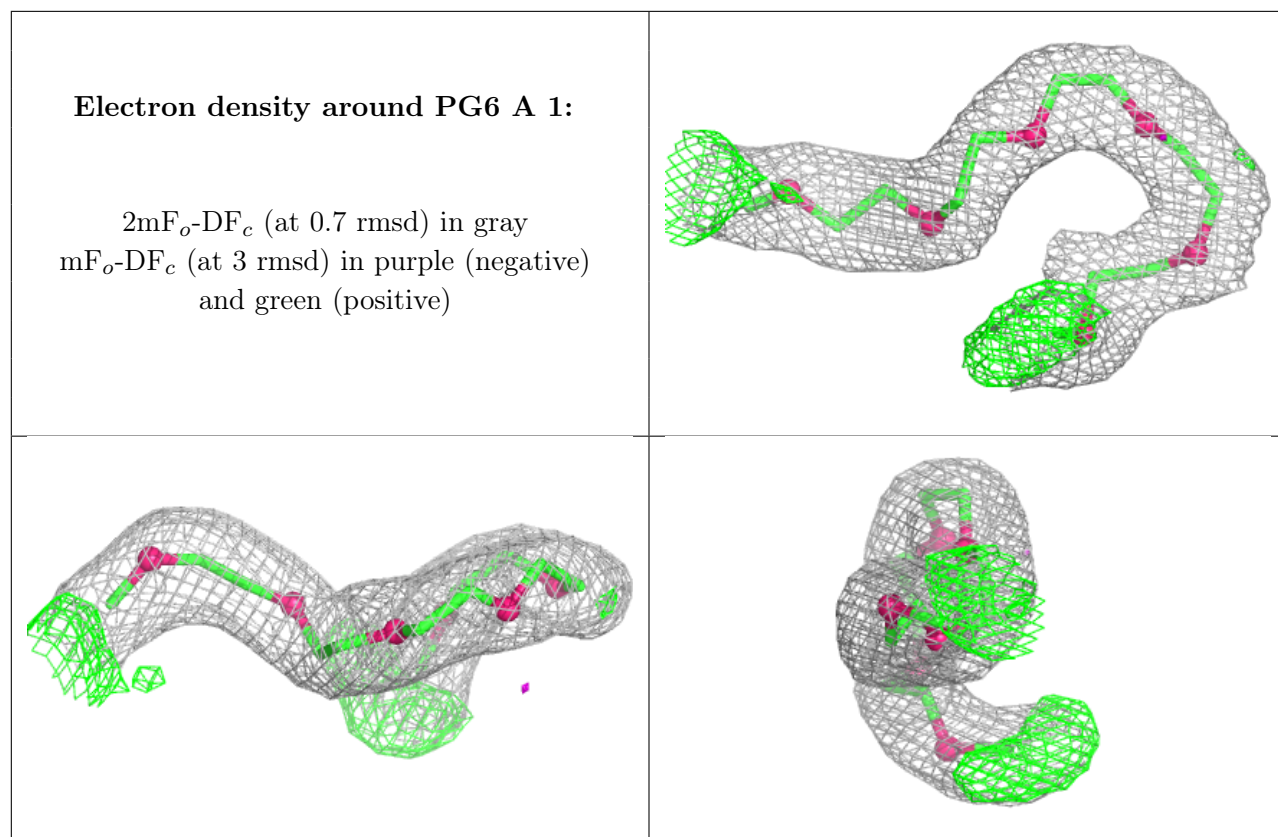 Electron density around PG6 A 1:
2mFo-DFc (at 0.7 rmsd) in gray
mFo-DFc (at 3 rmsd) in purple (negative)
and green (positive)